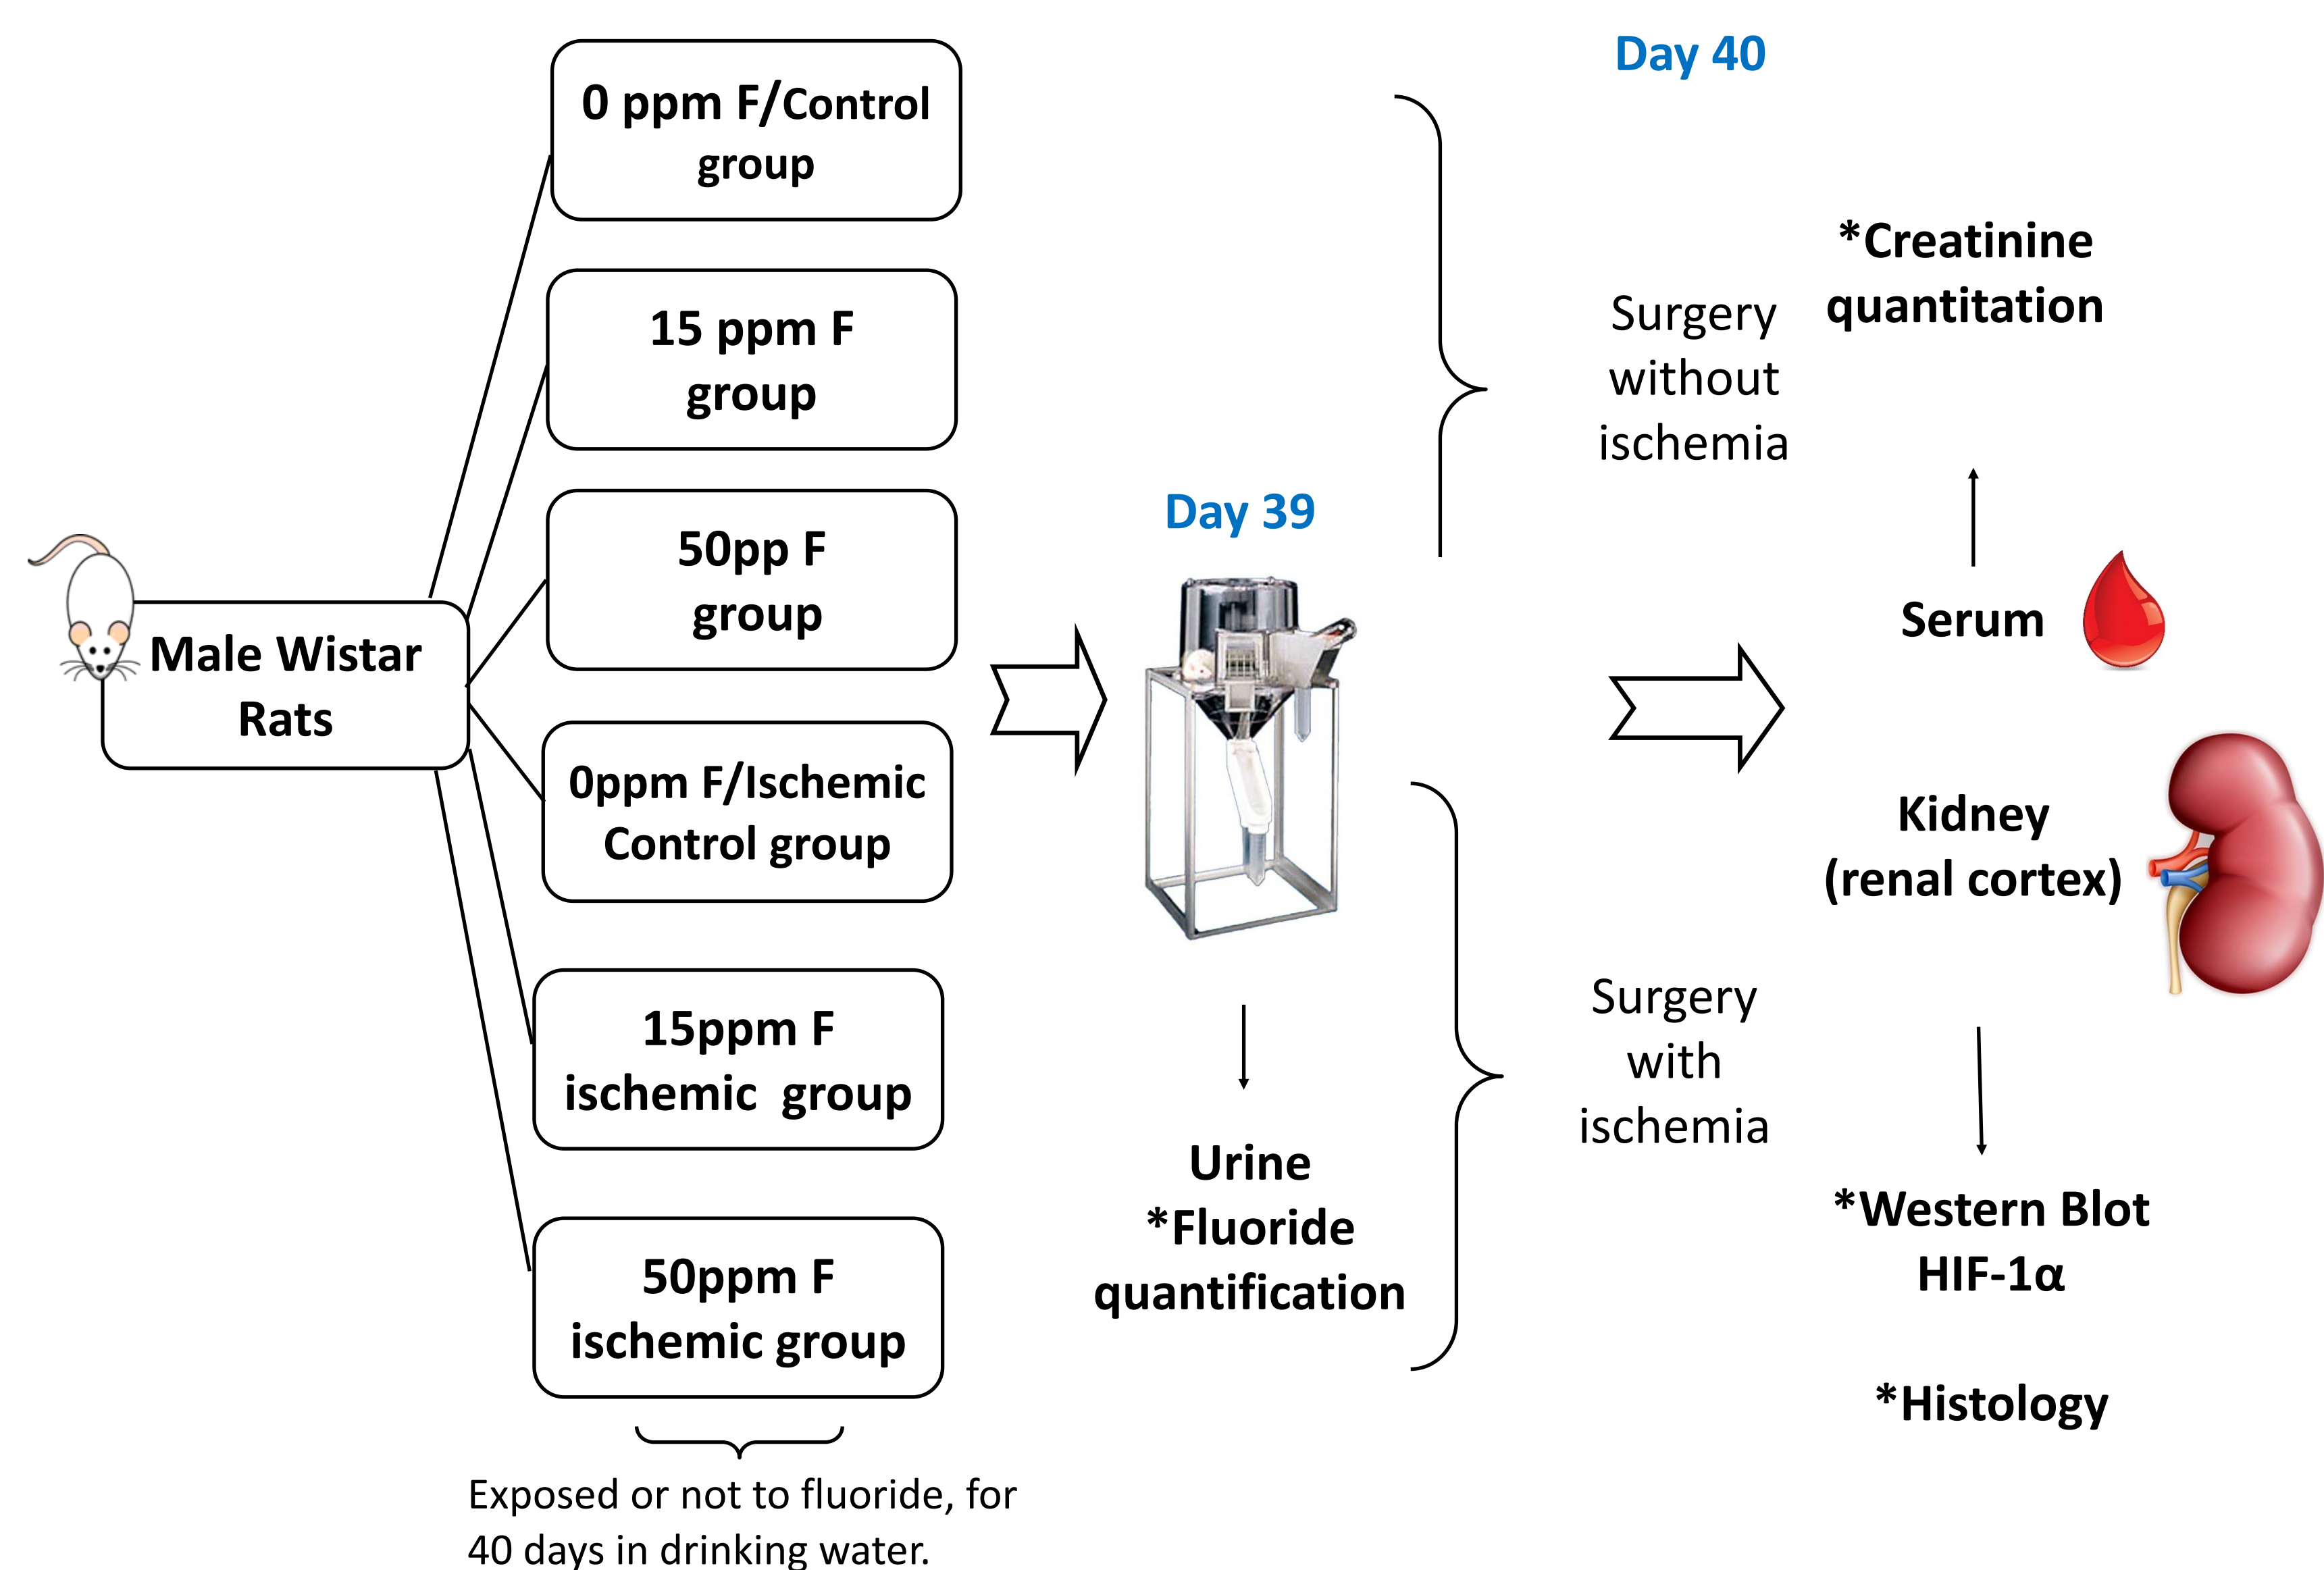 Male Wistar
Rats
0 ppm F/Control
group
15 ppm F
group
50pp F
group
0ppm F/Ischemic
Control group
15ppm F
ischemic  group
50ppm F
ischemic group
Exposed or not to fluoride, for
40 days in drinking water.
Day 39
Urine
*Fluoride
quantification
Day 40
Surgery
without
ischemia
Surgery
with
ischemia
*Creatinine
quantitation
Serum
Kidney
(renal cortex)
*Western Blot
HIF-1α
*Histology